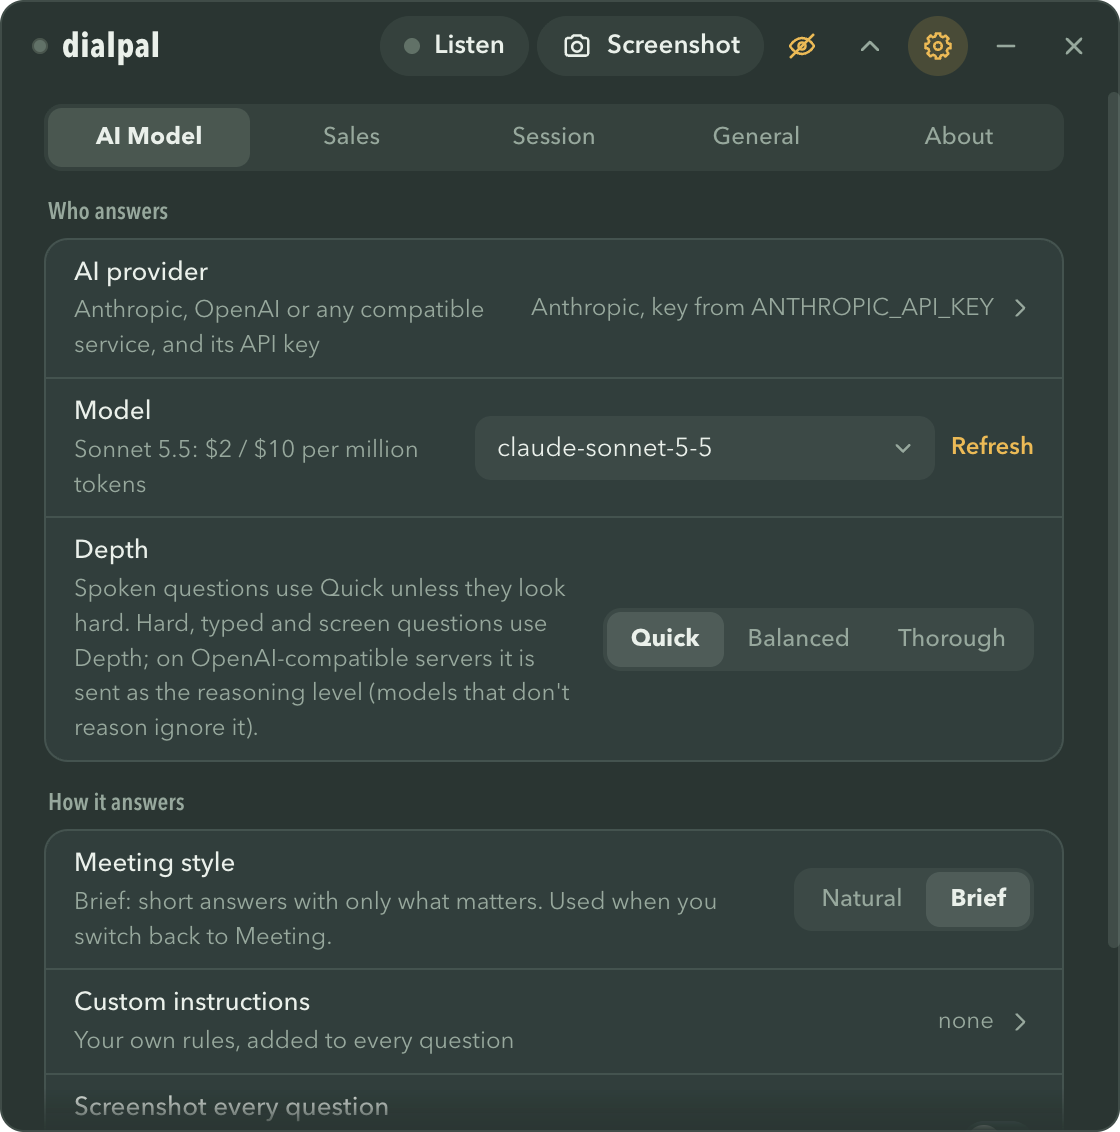 dialpal
Listen
Screenshot
AI Model
Sales
Session
General
About
Who answers
AI provider
Anthropic, OpenAI or any compatible
service, and its API key
Anthropic, key from ANTHROPIC_API_KEY
Model
Sonnet 5.5: $2 / $10 per million
tokens
claude-sonnet-5-5
Refresh
Depth
Spoken questions use Quick unless they look
hard. Hard, typed and screen questions use
Depth; on OpenAI-compatible servers it is
sent as the reasoning level (models that don't
reason ignore it).
Quick
Balanced
Thorough
How it answers
Meeting style
Brief: short answers with only what matters. Used when you
switch back to Meeting.
Natural
Brief
Custom instructions
Your own rules, added to every question
none
Screenshot every question